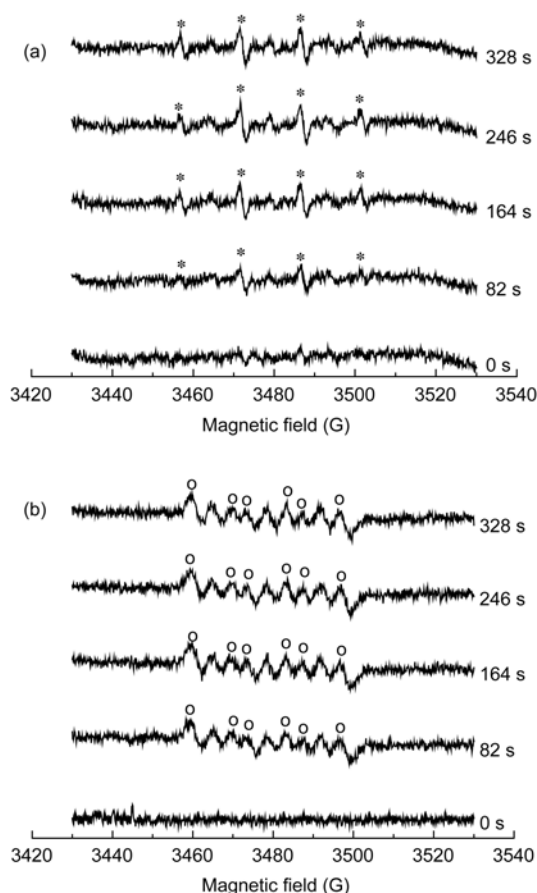 * * * *
(a)
328 s
* * * *
246 s
* * * *
164 s
* * * *
82 s
0 s
3420 3440 3460 3480 3500 3520 3540
Magnetic field (G)
o o o o o o
(b)
328 s
o o o o o o
246 s
o o o o o o
164 s
o o o o o o
82 s
0 s
3420 3440 3460 3480 3500 3520 3540
Magnetic field (G)